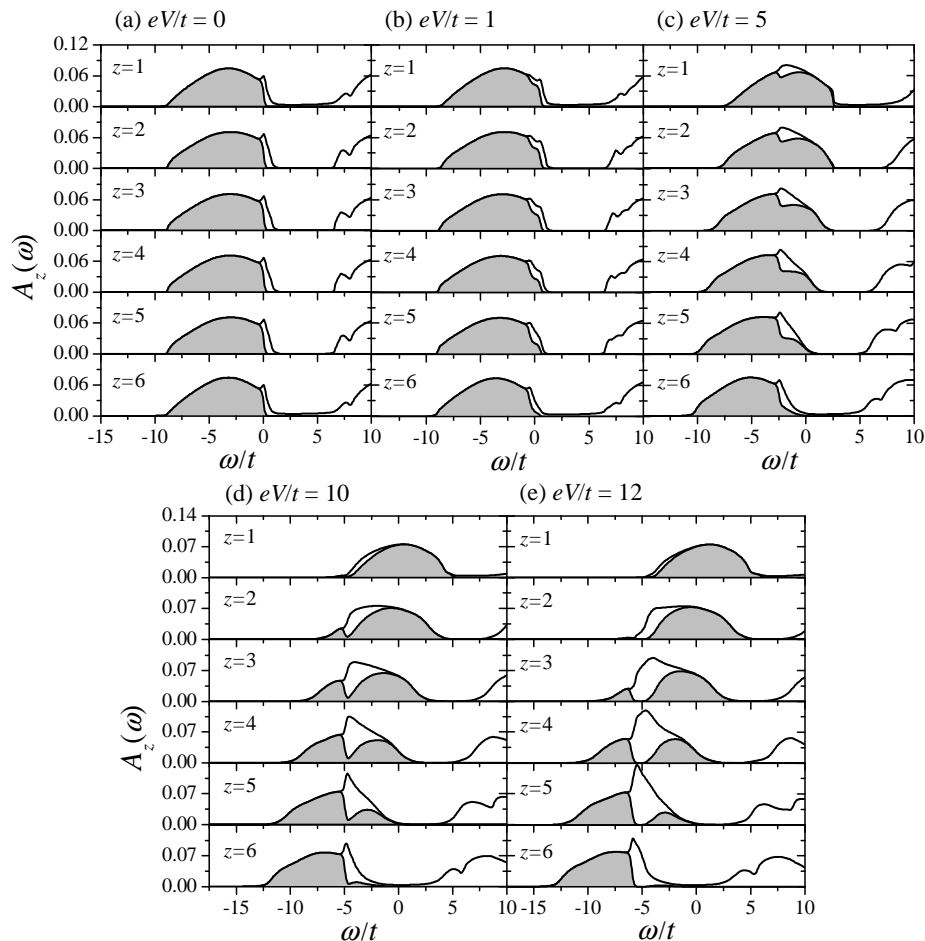 (a) eV/t = 0
(b) eV/t = 1
(c) eV/t = 5
0.12
0.06
0.00
z=1
z=1
z=1
0.06
0.00
z=2
z=2
z=2
0.06
0.00
z=3
z=3
z=3
A_z(ω)
0.06
0.00
z=4
z=4
z=4
0.06
0.00
z=5
z=5
z=5
0.06
0.00
z=6
z=6
z=6
-15 -10 -5 0 5 10
-10 -5 0 5 10
-10 -5 0 5 10
ω/t
ω/t
ω/t
(d) eV/t = 10
(e) eV/t = 12
0.14
0.07
0.00
z=1
z=1
0.07
0.00
z=2
z=2
0.07
0.00
z=3
z=3
A_z(ω)
0.07
0.00
z=4
z=4
0.07
0.00
z=5
z=5
0.07
0.00
z=6
z=6
-15 -10 -5 0 5 10
-15 -10 -5 0 5 10
ω/t
ω/t